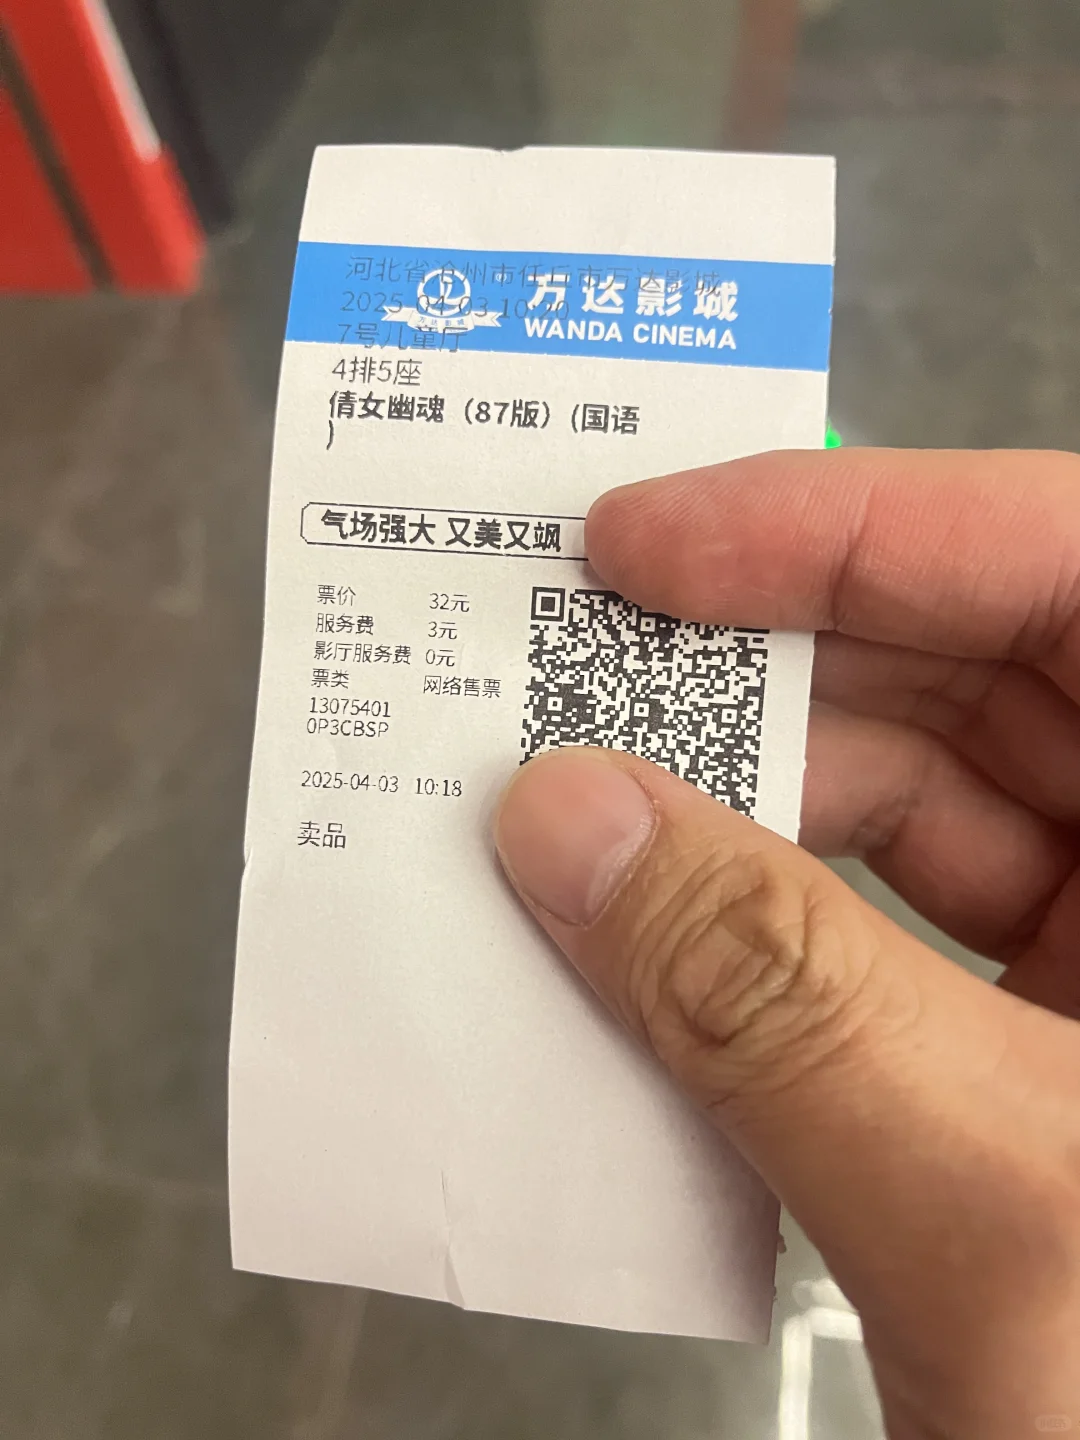 河北省沧州市任丘市万达影城
万达影城
WANDA CINEMA
2025-04-03 10:20
7号儿童厅
4排5座
倩女幽魂（87版）(国语
)
气场强大 又美又飒
票价 32元
服务费 3元
影厅服务费 0元
票类 网络售票
13075401
0P3CBSP
2025-04-03 10:18
卖品